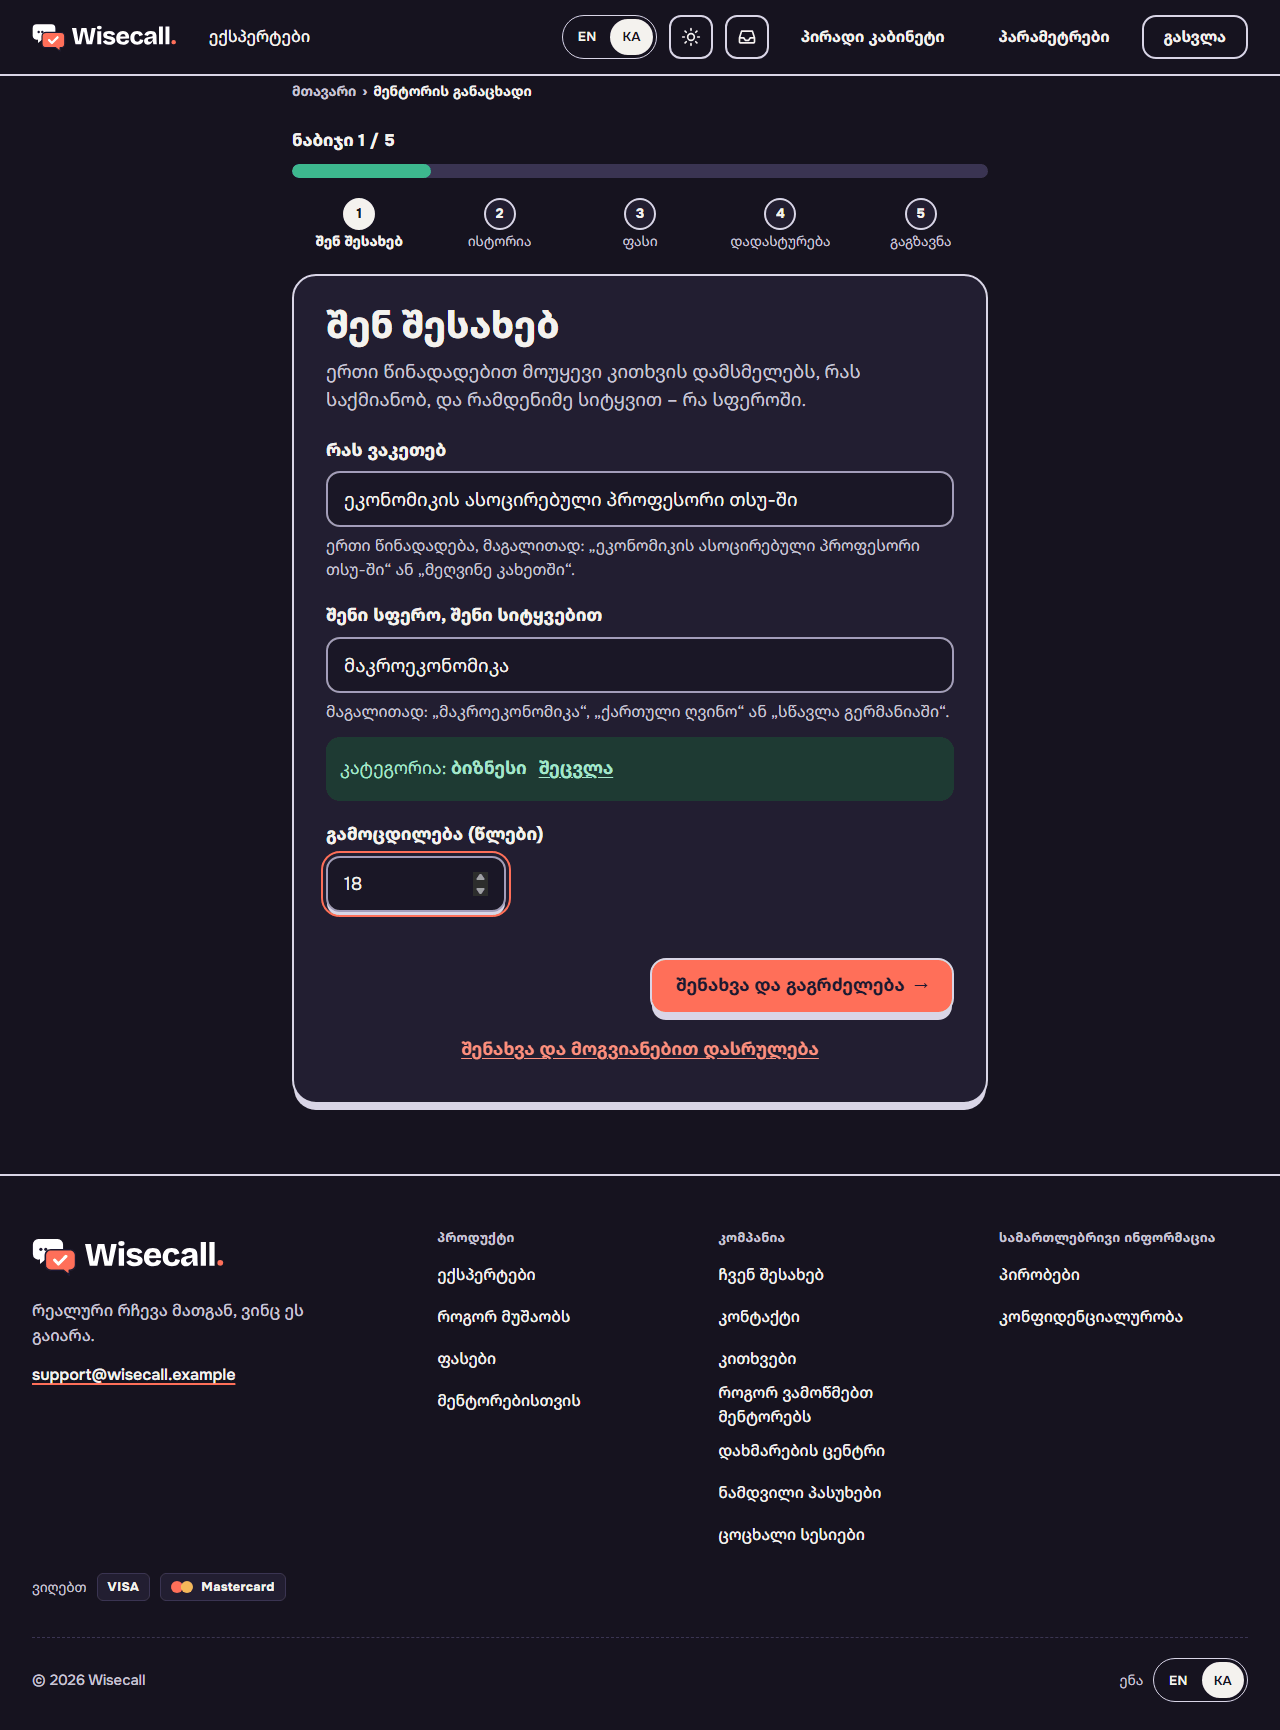 Wisecall.
ექსპერტები
EN KA
პირადი კაბინეტი
პარამეტრები
გასვლა
მთავარი › მენტორის განაცხადი
ნაბიჯი 1 / 5
1 2 3 4 5
შენ შესახებ ისტორია ფასი დადასტურება გაგზავნა
შენ შესახებ
ერთი წინადადებით მოუყევი კითხვის დამსმელებს, რას
საქმიანობ, და რამდენიმე სიტყვით – რა სფეროში.
რას ვაკეთებ
ეკონომიკის ასოცირებული პროფესორი თსუ-ში
ერთი წინადადება, მაგალითად: „ეკონომიკის ასოცირებული პროფესორი
თსუ-ში“ ან „მეღვინე კახეთში“.
შენი სფერო, შენი სიტყვებით
მაკროეკონომიკა
მაგალითად: „მაკროეკონომიკა“, „ქართული ღვინო“ ან „სწავლა გერმანიაში“.
კატეგორია: ბიზნესი შეცვლა
გამოცდილება (წლები)
18
შენახვა და გაგრძელება →
შენახვა და მოგვიანებით დასრულება
Wisecall.
რეალური რჩევა მათგან, ვინც ეს
გაიარა.
support@wisecall.example
პროდუქტი
ექსპერტები
როგორ მუშაობს
ფასები
მენტორებისთვის
კომპანია
ჩვენ შესახებ
კონტაქტი
კითხვები
როგორ ვამოწმებთ
მენტორებს
დახმარების ცენტრი
ნამდვილი პასუხები
ცოცხალი სესიები
სამართლებრივი ინფორმაცია
პირობები
კონფიდენციალურობა
ვიღებთ VISA Mastercard
© 2026 Wisecall
ენა EN KA